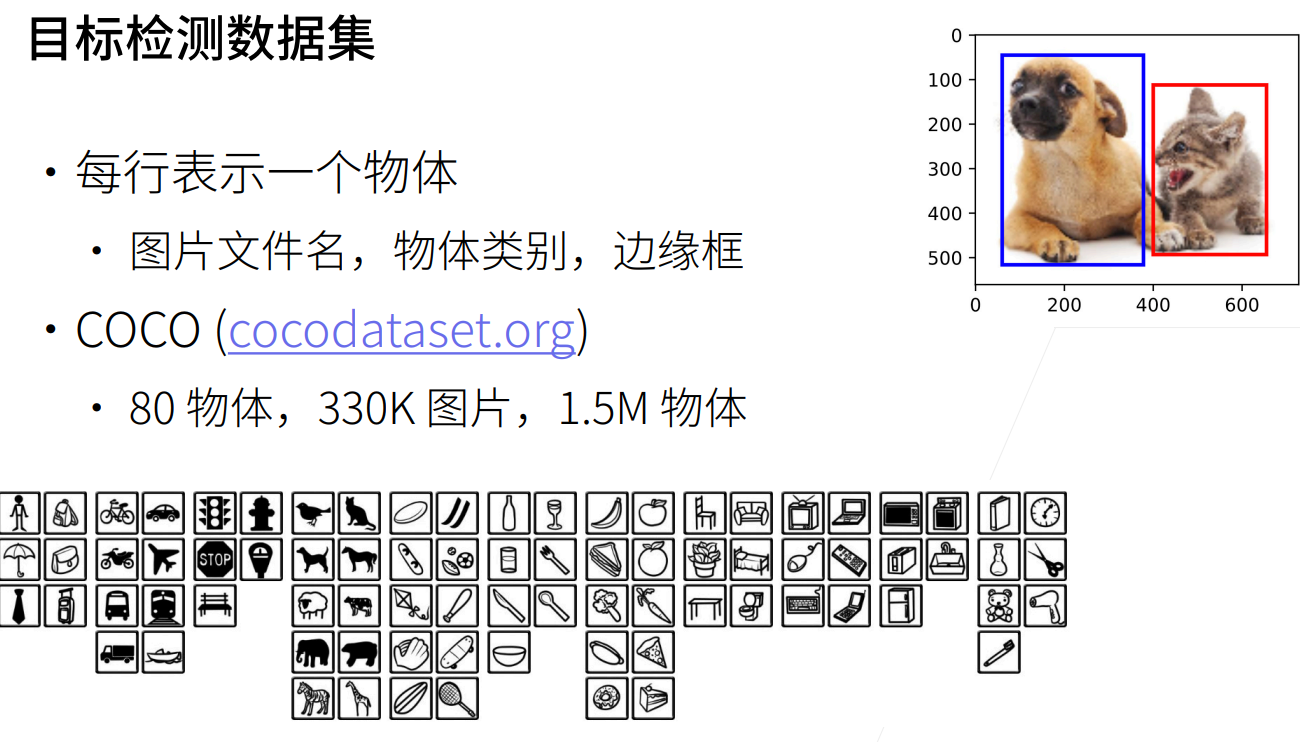 目标检测数据集
• 每行表示一个物体
• 图片文件名，物体类别，边缘框
• COCO (cocodataset.org)
• 80 物体，330K 图片，1.5M 物体
0
100
200
300
400
500
0 200 400 600
STOP